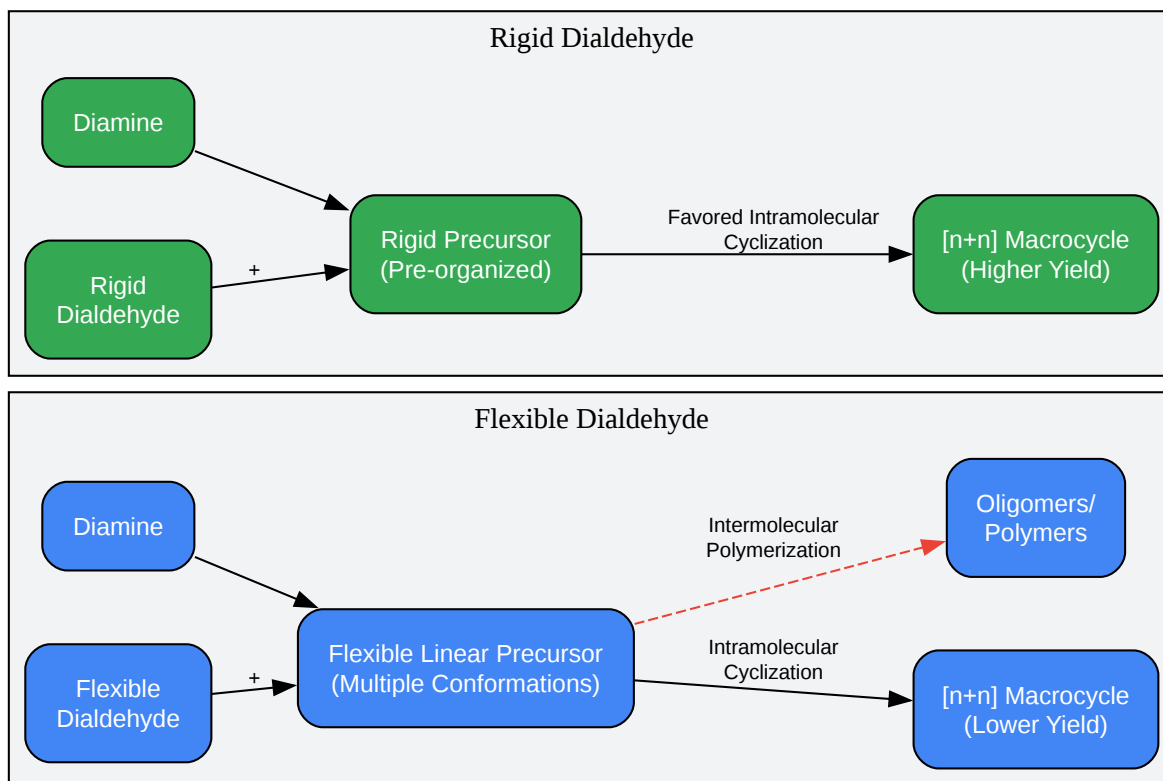 Rigid Dialdehyde
Diamine
Rigid
Dialdehyde
+
Rigid Precursor
(Pre-organized)
Favored Intramolecular
Cyclization
[n+n] Macrocycle
(Higher Yield)
Flexible Dialdehyde
Diamine
Flexible
Dialdehyde
+
Flexible Linear Precursor
(Multiple Conformations)
Intermolecular
Polymerization
Oligomers/
Polymers
Intramolecular
Cyclization
[n+n] Macrocycle
(Lower Yield)